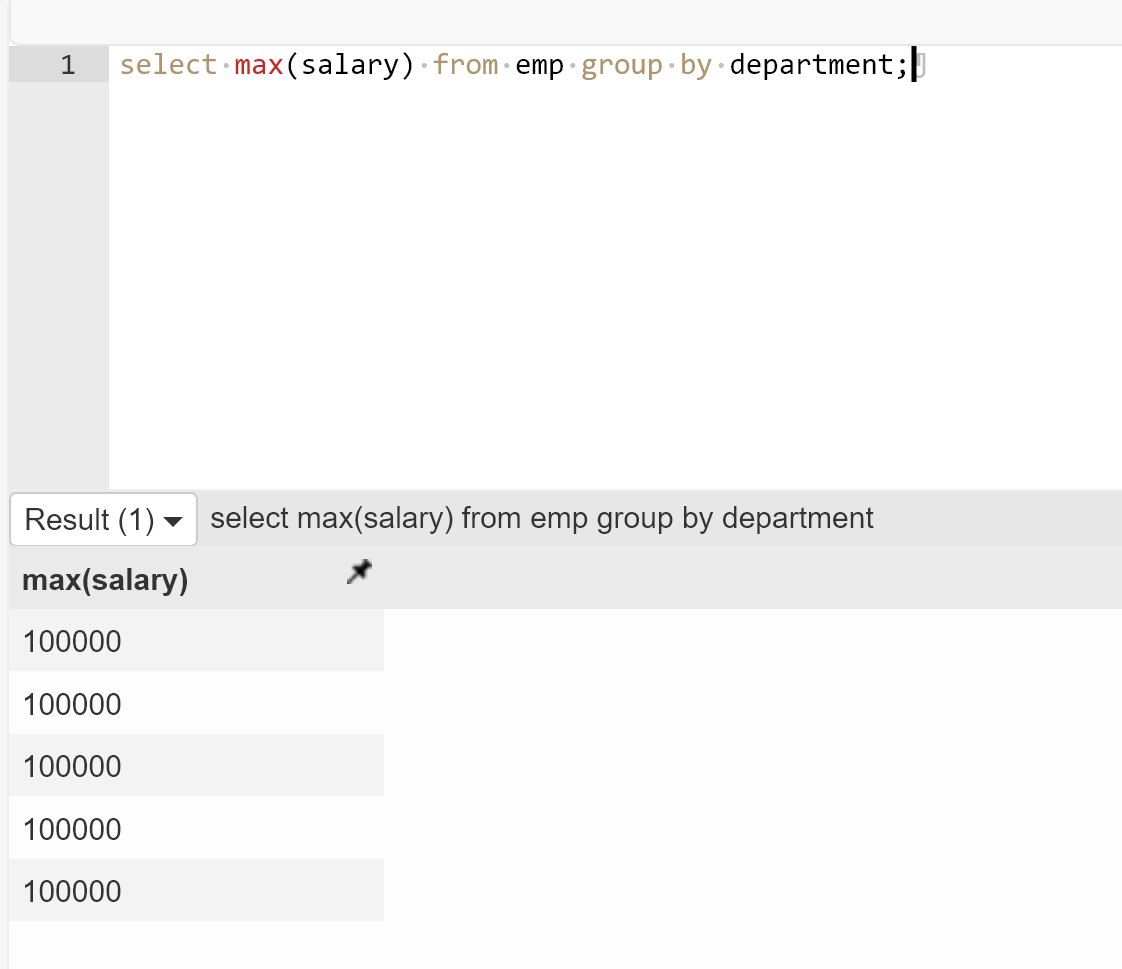 1 select max(salary) from emp group by department;
Result (1) select max(salary) from emp group by department
max(salary)
100000
100000
100000
100000
100000